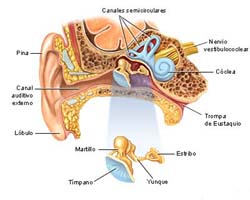 Canales semicirculares
Pina
Nervio
vestibulococlear
Canal
auditivo
externo
Cóclea
Lóbulo
Trompa
de Eustaquio
Martillo
Estribo
Tímpano
Yunque